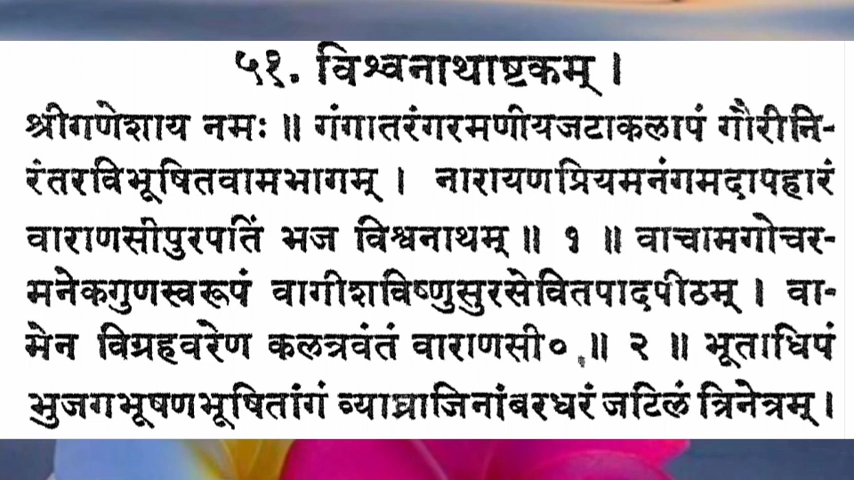 ५१. विश्वनाथाष्टकम् ।
श्रीगणेशाय नमः ॥ गंगातरंगरमणीयजटाकलापं गौरीनि-
रंतरविभूषितवामभागम् । नारायणप्रियमनंगमदापहारं
वाराणसीपुरपतिं भज विश्वनाथम् ॥ १ ॥ वाचामगोचर-
मनेकगुणस्वरूपं वागीशविष्णुसुरसेवितपादपीठम् । वा-
मेन विग्रहवरेण कलत्रवंतं वाराणसी० ॥ २ ॥ भूताधिपं
भुजगभूषणभूषितांगं व्याघ्राजिनांबरधरं जटिलं त्रिनेत्रम् ।